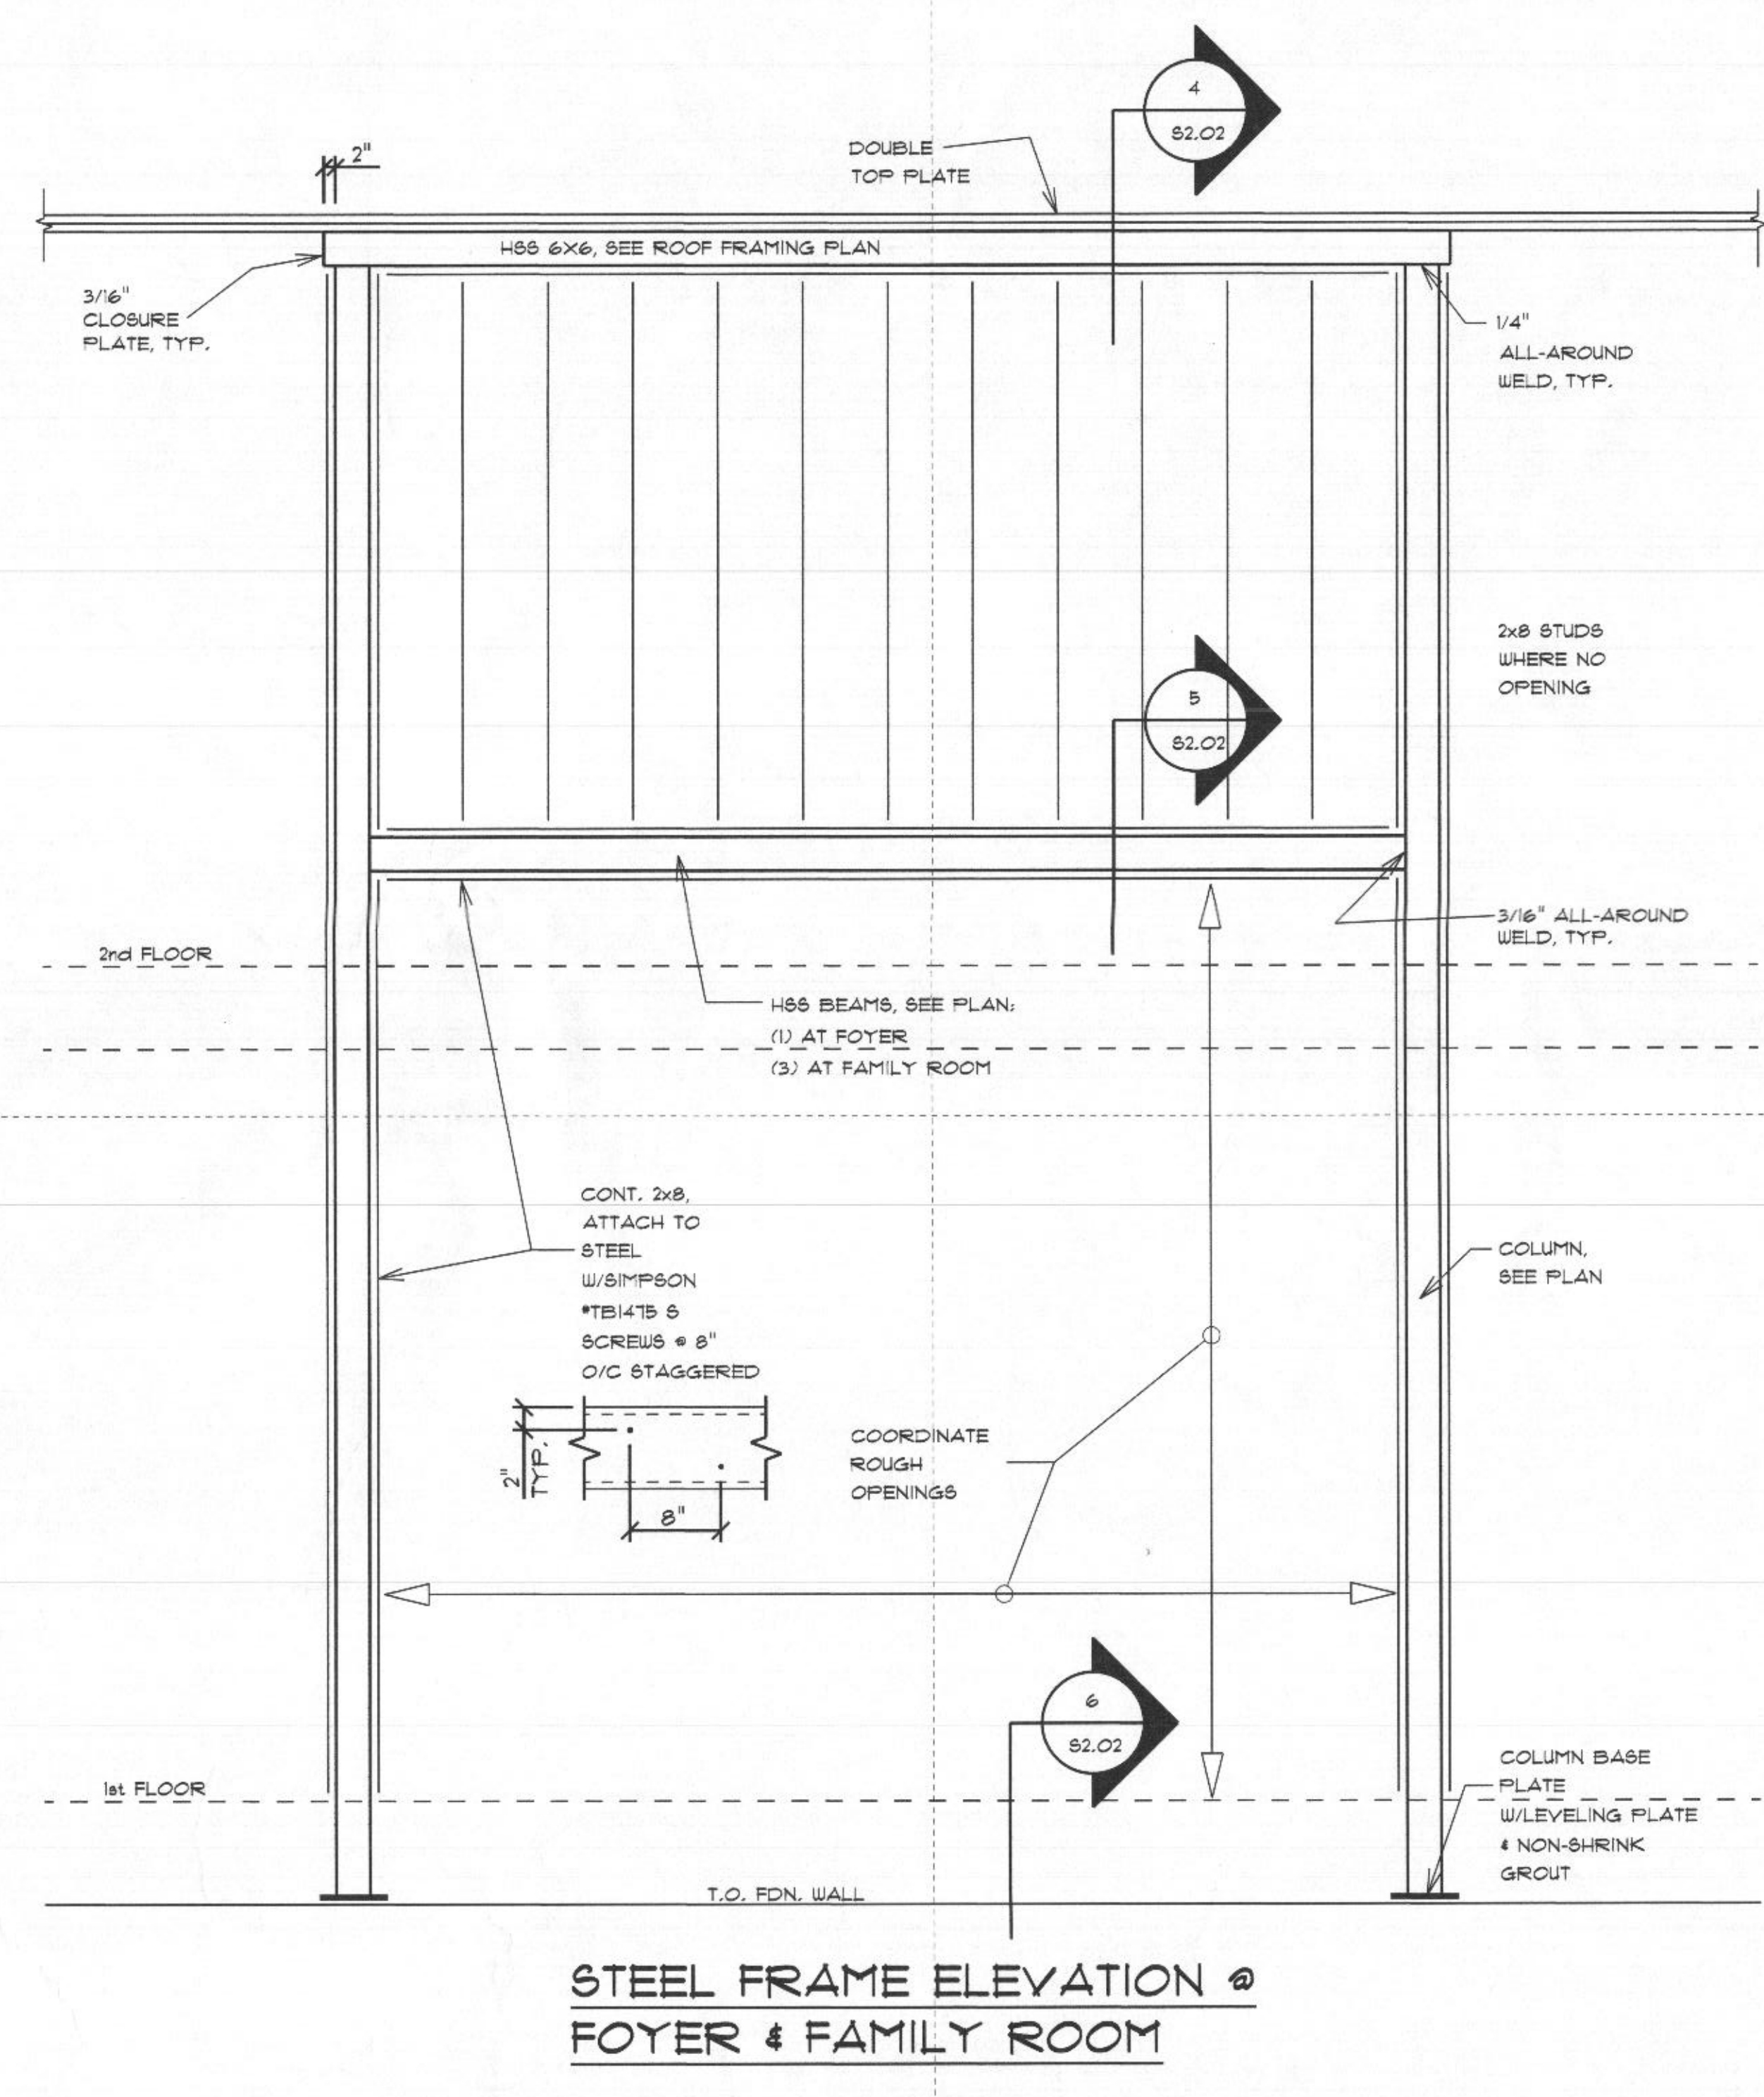 4
S2.02
2"
DOUBLE
TOP PLATE
HSS 6X6, SEE ROOF FRAMING PLAN
3/16"
CLOSURE
PLATE, TYP.
1/4"
ALL-AROUND
WELD, TYP.
2x8 STUDS
WHERE NO
OPENING
5
S2.02
3/16" ALL-AROUND
WELD, TYP.
2nd FLOOR
HSS BEAMS, SEE PLAN:
(1) AT FOYER
(3) AT FAMILY ROOM
CONT. 2x8,
ATTACH TO
STEEL
W/SIMPSON
#TB1475 S
SCREWS @ 8"
O/C STAGGERED
COLUMN,
SEE PLAN
2"
TYP.
8"
COORDINATE
ROUGH
OPENINGS
6
S2.02
1st FLOOR
COLUMN BASE
PLATE
W/LEVELING PLATE
& NON-SHRINK
GROUT
T.O. FDN. WALL
STEEL FRAME ELEVATION @
FOYER & FAMILY ROOM